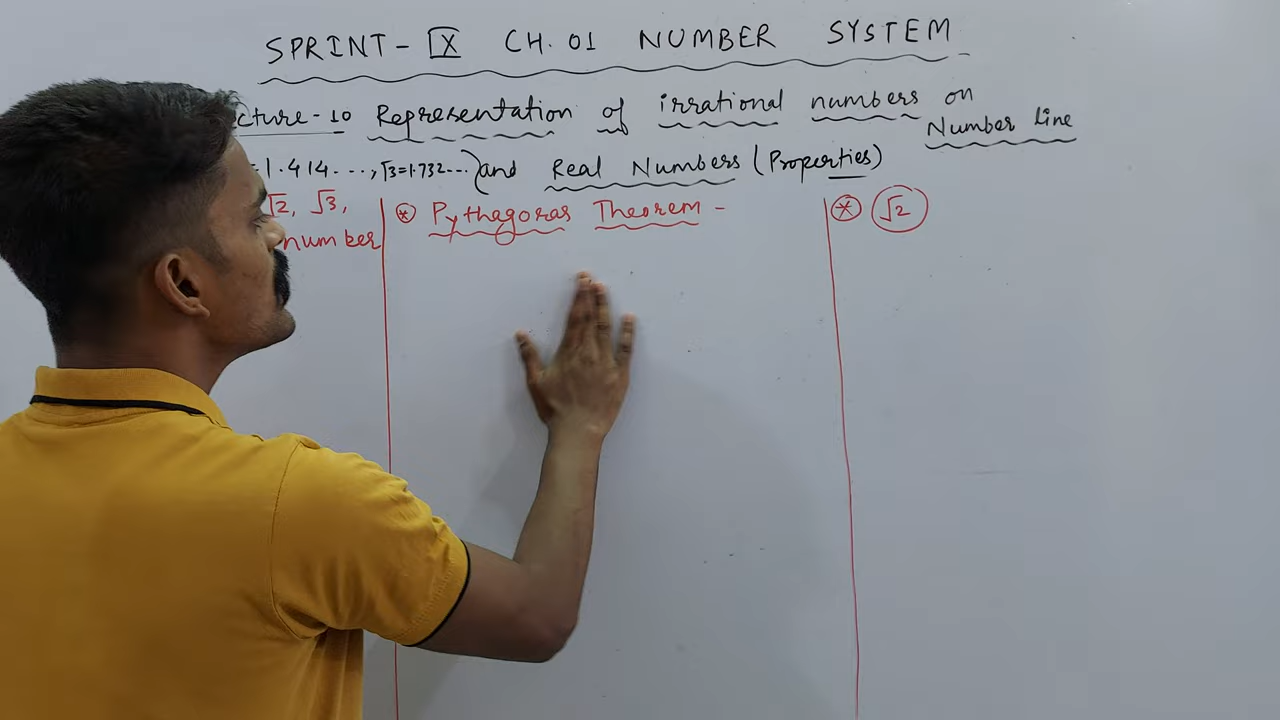 SPRINT - IX CH. 01 NUMBER SYSTEM
cture - 10 Representation of irrational numbers on
Number line
= 1.414..., √3=1.732...) and Real Numbers (Properties)
√2, √3,
number
* Pythagoras Theorem -
* √2